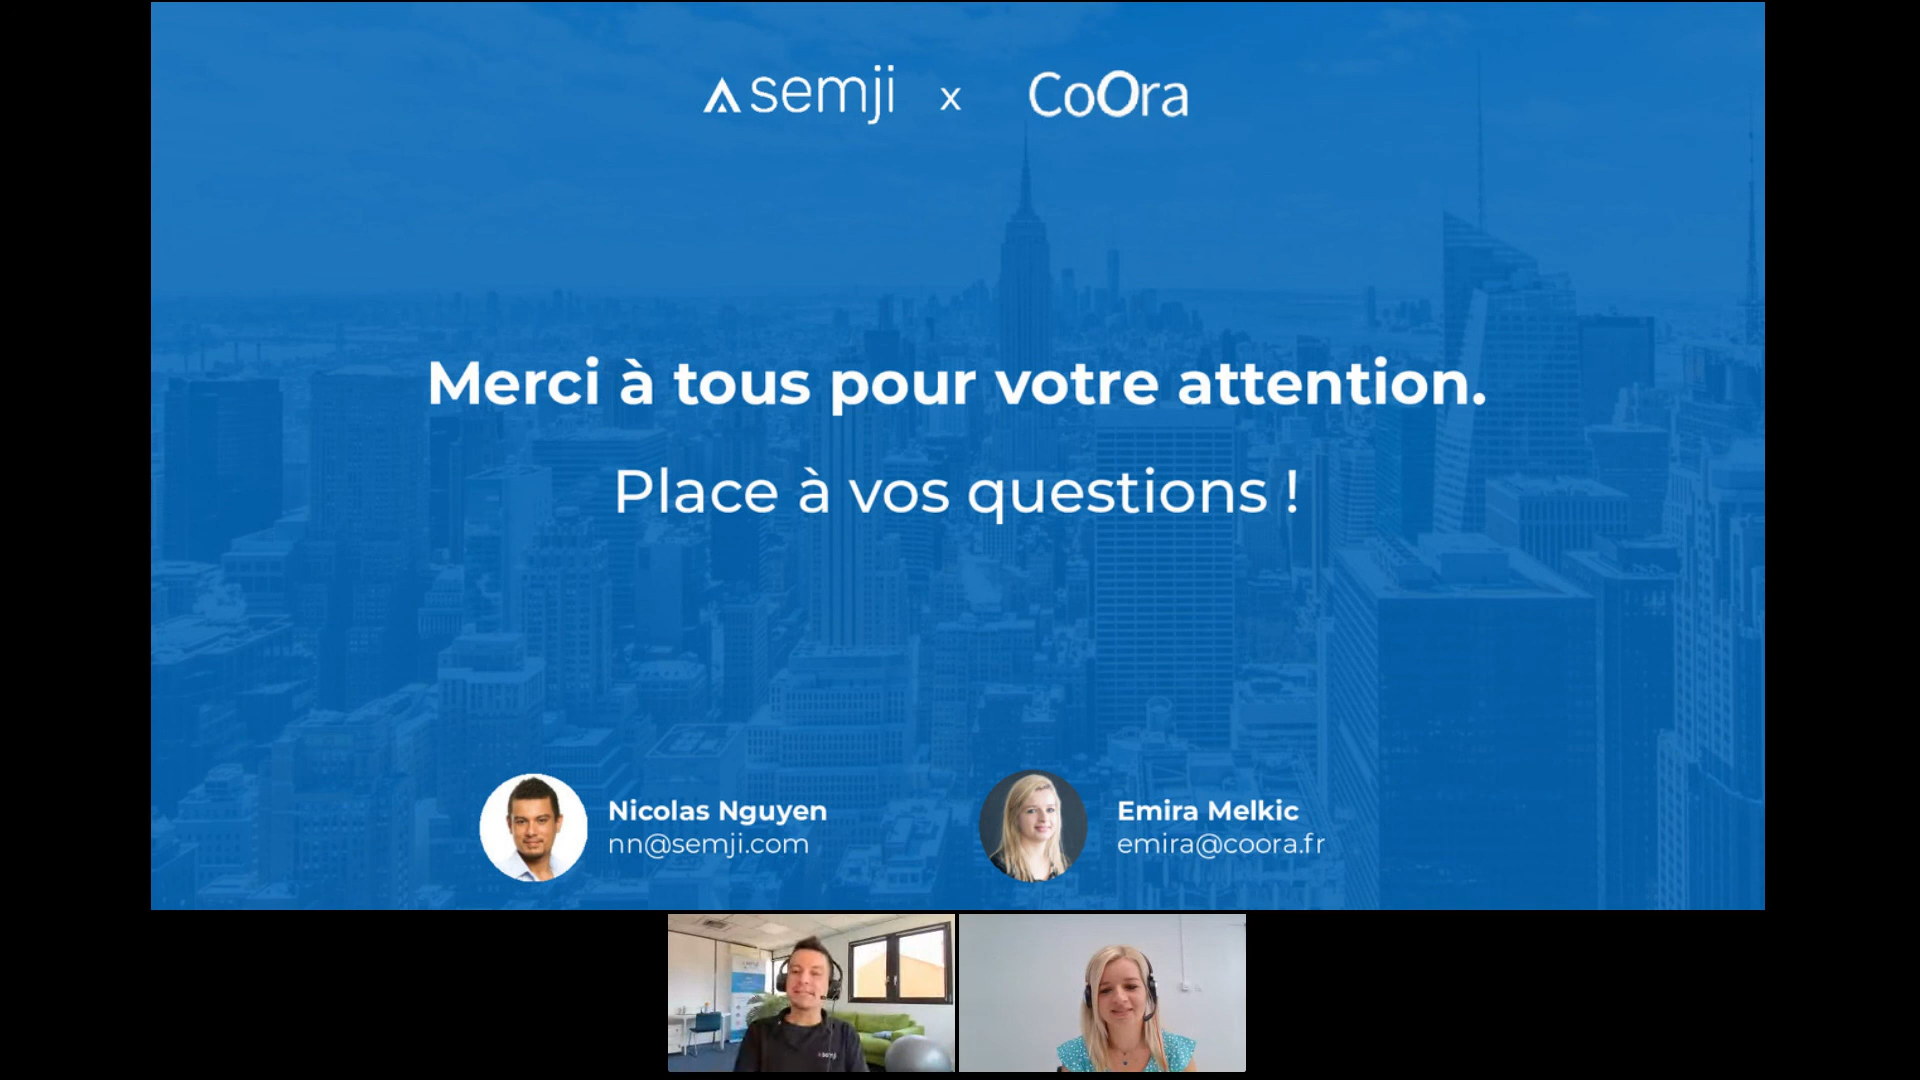 semji x CoOra
Merci à tous pour votre attention.
Place à vos questions !
Nicolas Nguyen
nn@semji.com
Emira Melkic
emira@coora.fr
semji